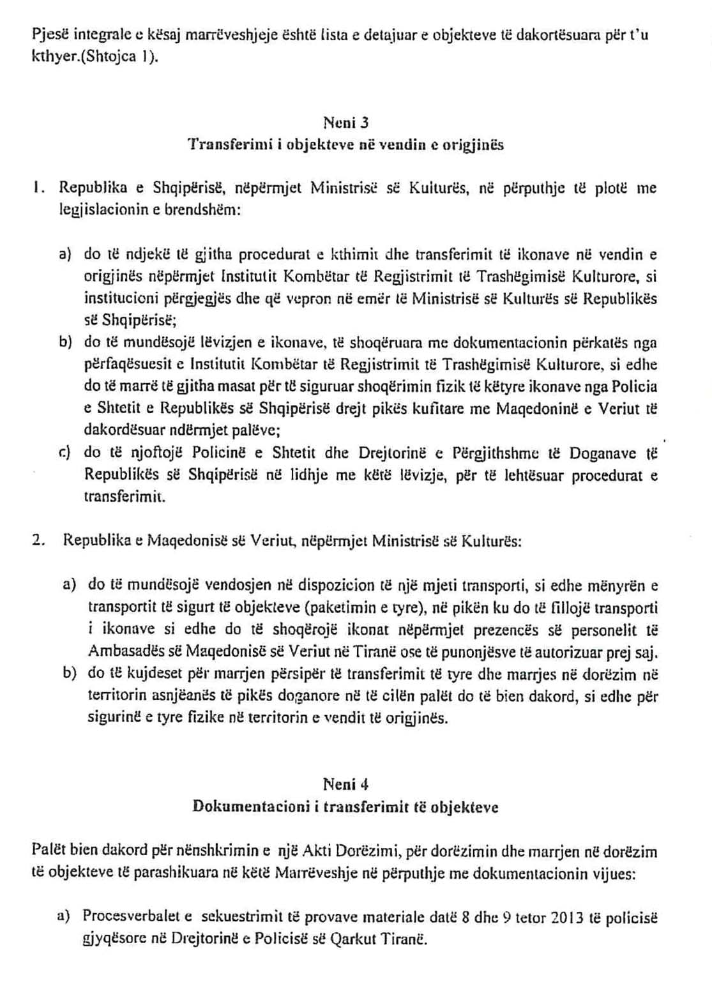 Pjesë integrale e kësaj marrëveshjeje është lista e detajuar e objekteve të dakortësuara për t'u
kthyer.(Shtojca 1).
Neni 3
Transferimi i objekteve në vendin e origjinës
1. Republika e Shqipërisë, nëpërmjet Ministrisë së Kulturës, në përputhje të plotë me
legjislacionin e brendshëm:
a) do të ndjekë të gjitha procedurat e kthimit dhe transferimit të ikonave në vendin e
origjinës nëpërmjet Institutit Kombëtar të Regjistrimit të Trashëgimisë Kulturore, si
institucioni përgjegjës dhe që vepron në emër të Ministrisë së Kulturës së Republikës
së Shqipërisë;
b) do të mundësojë lëvizjen e ikonave, të shoqëruara me dokumentacionin përkatës nga
përfaqësuesit e Institutit Kombëtar të Regjistrimit të Trashëgimisë Kulturore, si edhe
do të marrë të gjitha masat për të siguruar shoqërimin fizik të këtyre ikonave nga Policia
e Shtetit e Republikës së Shqipërisë drejt pikës kufitare me Maqedoninë e Veriut të
dakordësuar ndërmjet palëve;
c) do të njoftojë Policinë e Shtetit dhe Drejtorinë e Përgjithshme të Doganave të
Republikës së Shqipërisë në lidhje me këtë lëvizje, për të lehtësuar procedurat e
transferimit.
2. Republika e Maqedonisë së Veriut, nëpërmjet Ministrisë së Kulturës:
a) do të mundësojë vendosjen në dispozicion të një mjeti transporti, si edhe mënyrën e
transportit të sigurt të objekteve (paketimin e tyre), në pikën ku do të fillojë transporti
i ikonave si edhe do të shoqërojë ikonat nëpërmjet prezencës së personelit të
Ambasadës së Maqedonisë së Veriut në Tiranë ose të punonjësve të autorizuar prej saj.
b) do të kujdeset për marrjen përsipër të transferimit të tyre dhe marrjes në dorëzim në
territorin asnjëanës të pikës doganore në të cilën palët do të bien dakord, si edhe për
sigurinë e tyre fizike në territorin e vendit të origjinës.
Neni 4
Dokumentacioni i transferimit të objekteve
Palët bien dakord për nënshkrimin e një Akti Dorëzimi, për dorëzimin dhe marrjen në dorëzim
të objekteve të parashikuara në këtë Marrëveshje në përputhje me dokumentacionin vijues:
a) Procesverbalet e sekuestrimit të provave materiale datë 8 dhe 9 tetor 2013 të policisë
gjyqësore në Drejtorinë e Policisë së Qarkut Tiranë.